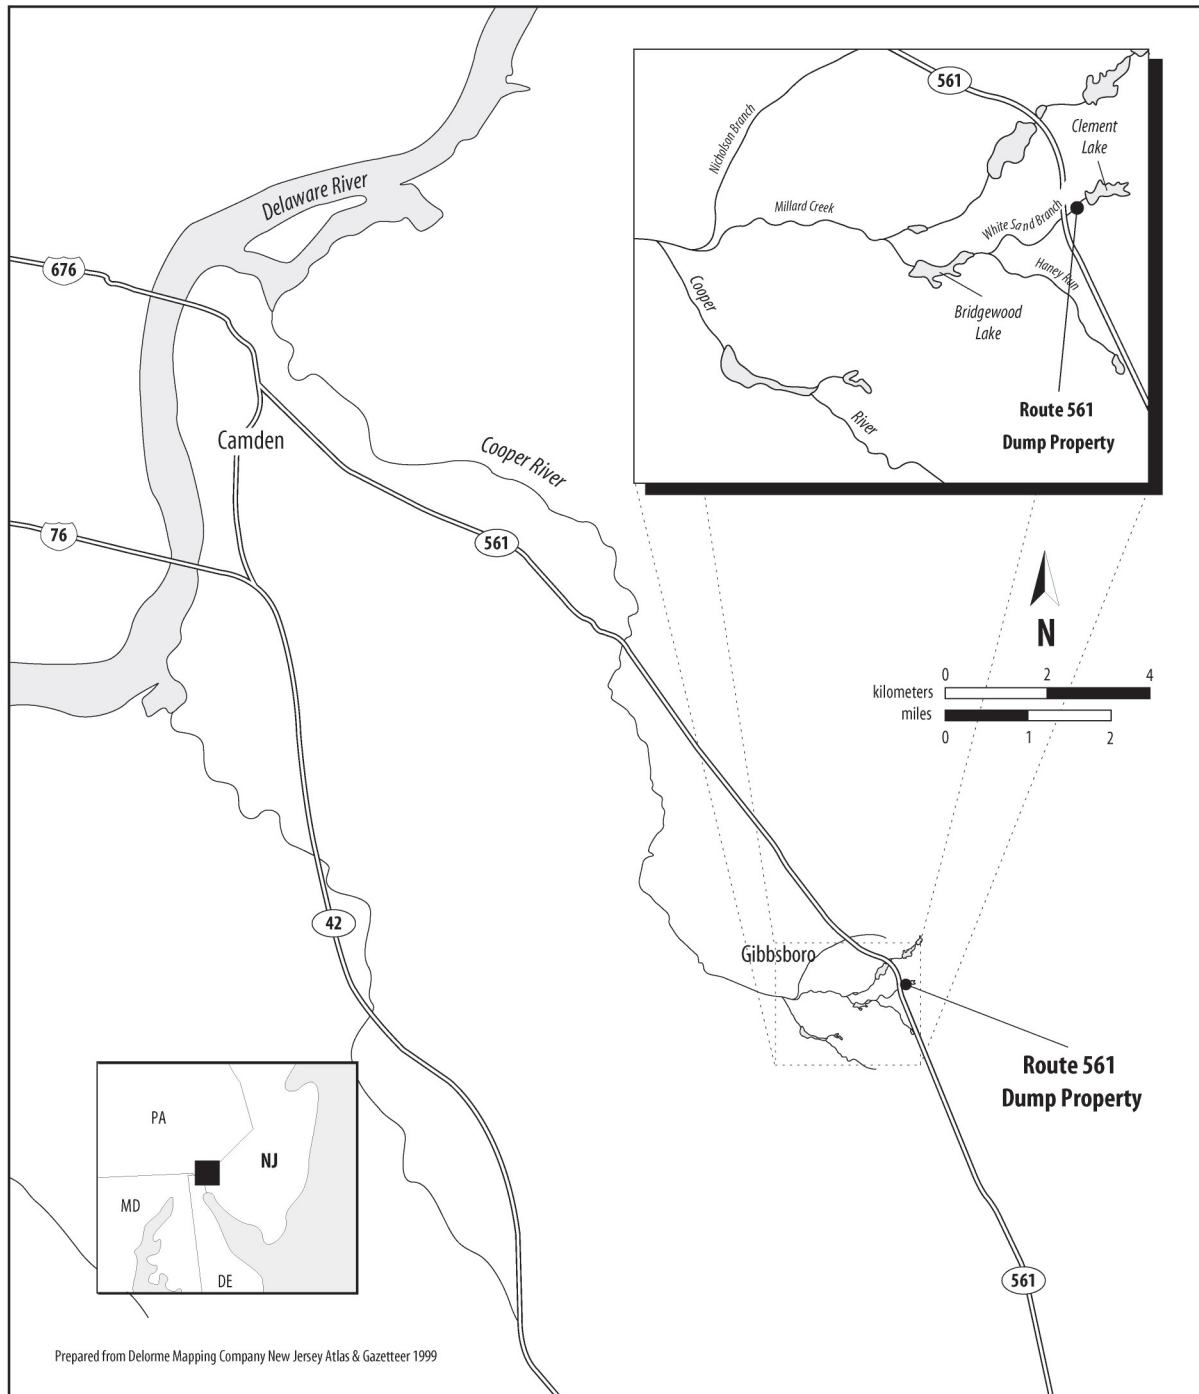 561
Clement
Lake
Nicholson Branch
Millard Creek
White Sand Branch
Haney Run
Cooper
Bridgewood
Lake
River
Route 561
Dump Property
Delaware River
676
Camden
Cooper River
76
561
N
0 2 4
kilometers
miles
0 1 2
42
Gibbsboro
Route 561
Dump Property
PA
NJ
MD
DE
561
Prepared from Delorme Mapping Company New Jersey Atlas & Gazetteer 1999